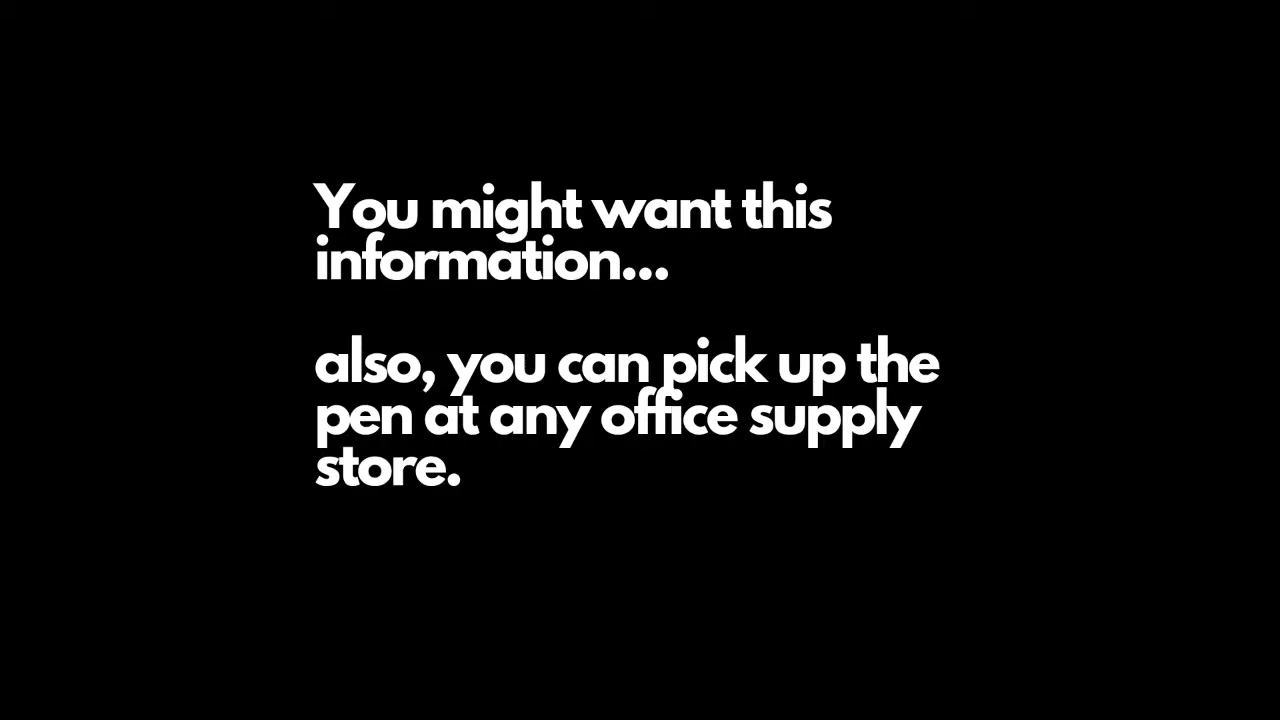 You might want this
information...
also, you can pick up the
pen at any office supply
store.